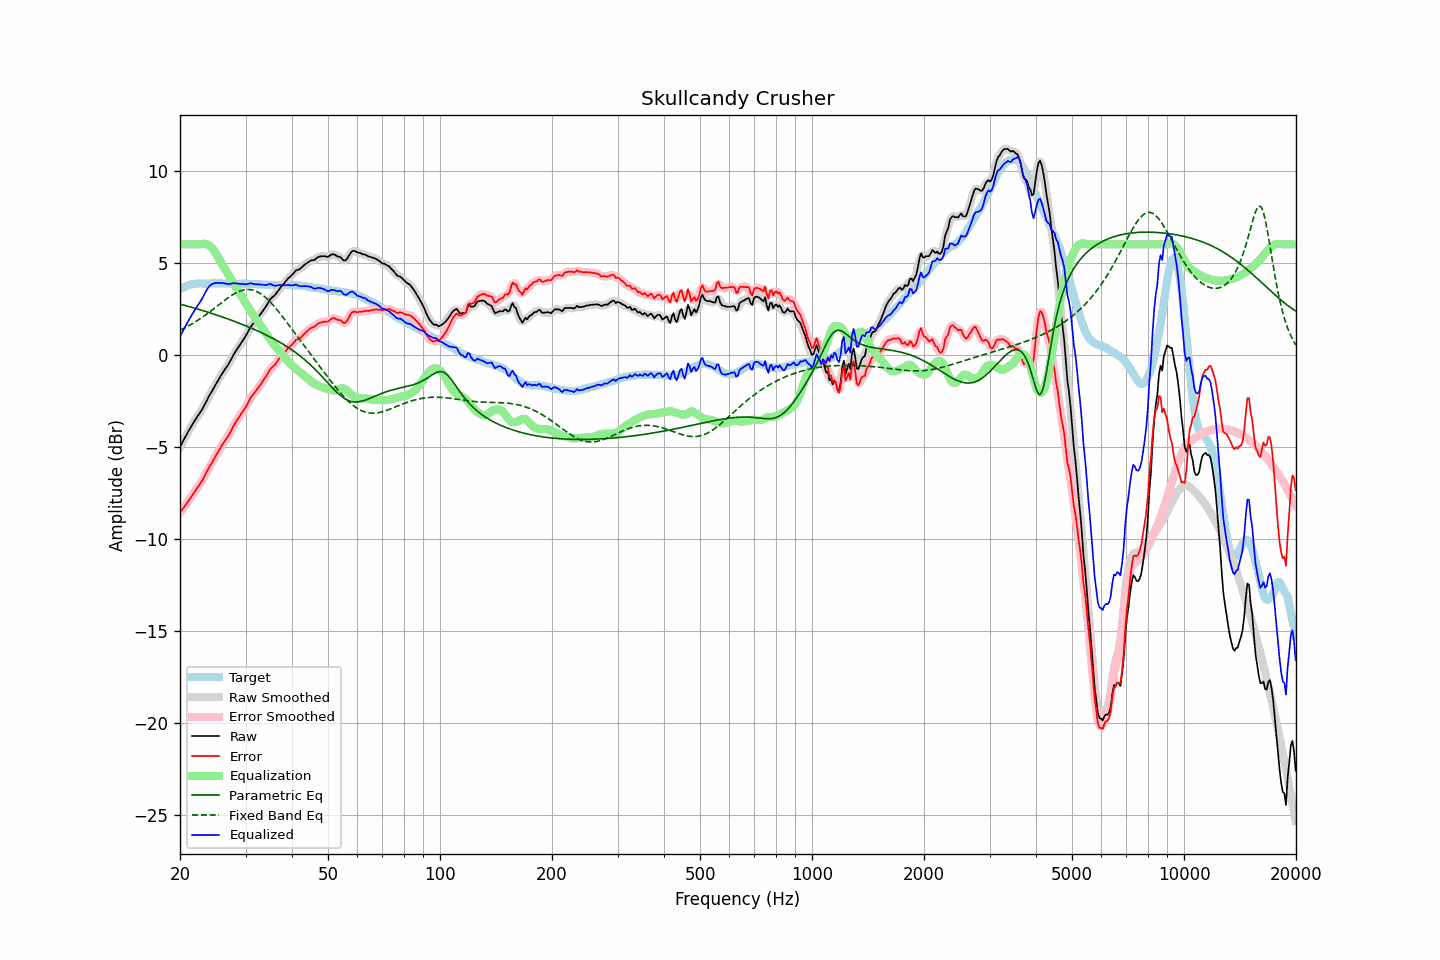 Skullcandy Crusher
Amplitude (dBr)
10
5
0
−5
−10
−15
−20
−25
Target
Raw Smoothed
Error Smoothed
Raw
Error
Equalization
Parametric Eq
Fixed Band Eq
Equalized
20 50 100 200 500 1000 2000 5000 10000 20000
Frequency (Hz)